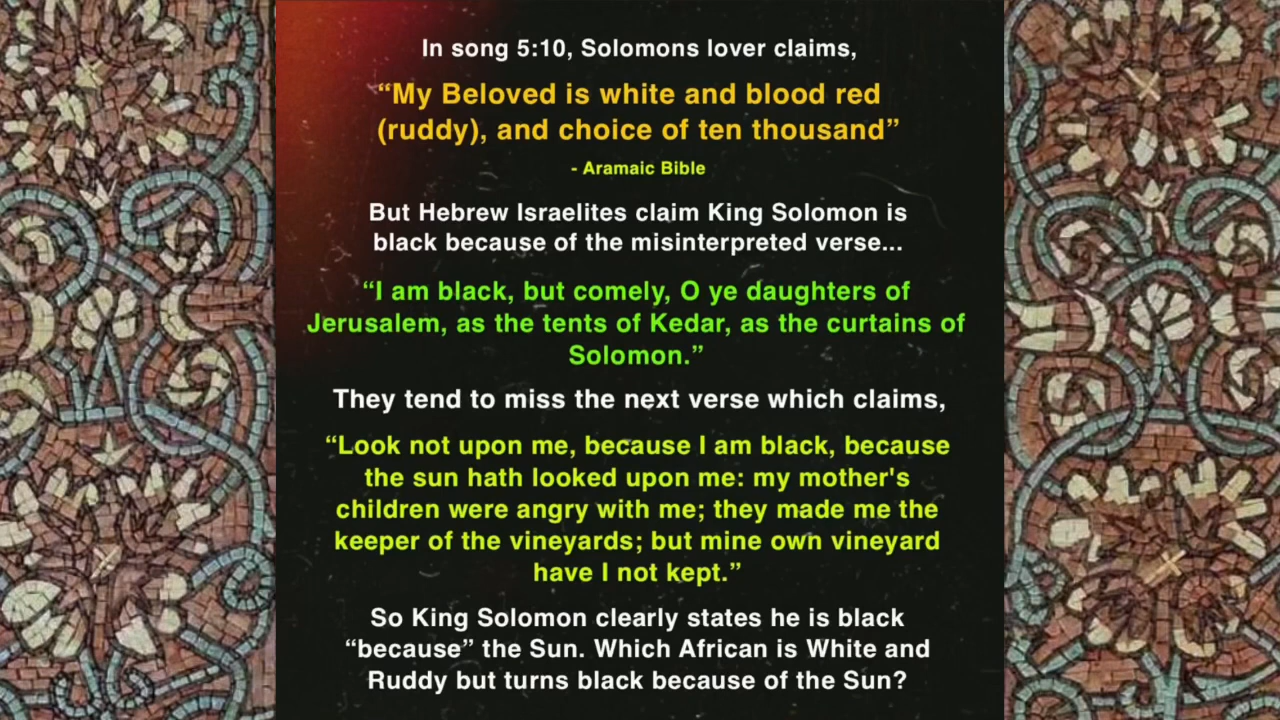 In song 5:10, Solomons lover claims,
“My Beloved is white and blood red
(ruddy), and choice of ten thousand”
- Aramaic Bible
But Hebrew Israelites claim King Solomon is
black because of the misinterpreted verse...
“I am black, but comely, O ye daughters of
Jerusalem, as the tents of Kedar, as the curtains of
Solomon.”
They tend to miss the next verse which claims,
“Look not upon me, because I am black, because
the sun hath looked upon me: my mother's
children were angry with me; they made me the
keeper of the vineyards; but mine own vineyard
have I not kept.”
So King Solomon clearly states he is black
“because” the Sun. Which African is White and
Ruddy but turns black because of the Sun?